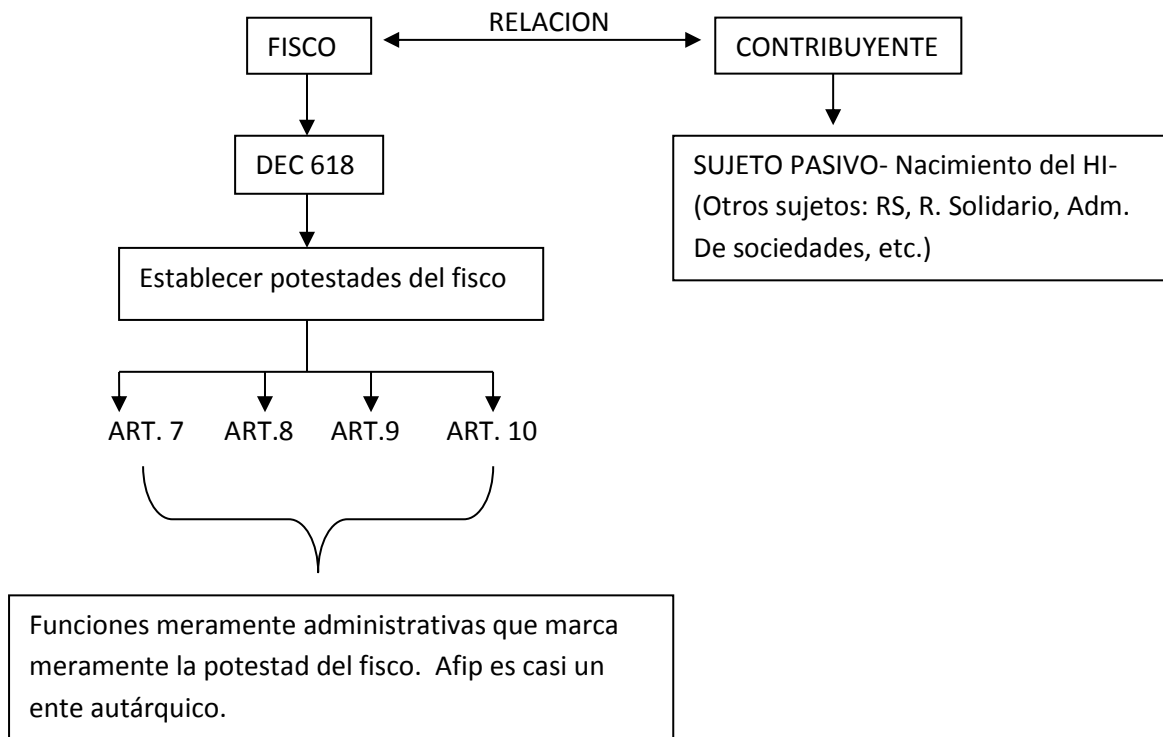 RELACION
FISCO
CONTRIBUYENTE
DEC 618
SUJETO PASIVO- Nacimiento del HI-
(Otros sujetos: RS, R. Solidario, Adm.
De sociedades, etc.)
Establecer potestades del fisco
ART. 7 ART.8 ART.9 ART. 10
Funciones meramente administrativas que marca
meramente la potestad del fisco. Afip es casi un
ente autárquico.